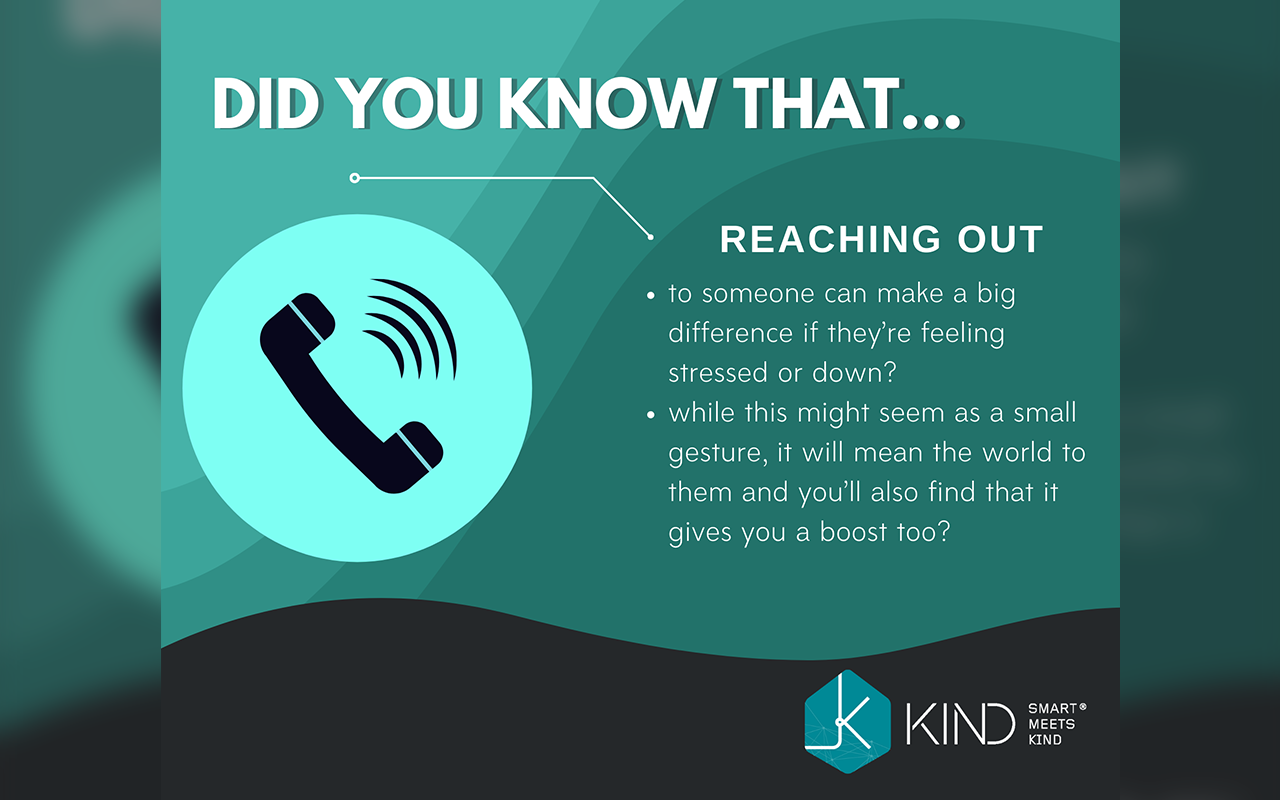 DID YOU KNOW THAT...
REACHING OUT
• to someone can make a big
difference if they're feeling
stressed or down?
• while this might seem as a small
gesture, it will mean the world to
them and you'll also find that it
gives you a boost too?
KIND
SMART®
MEETS
KIND